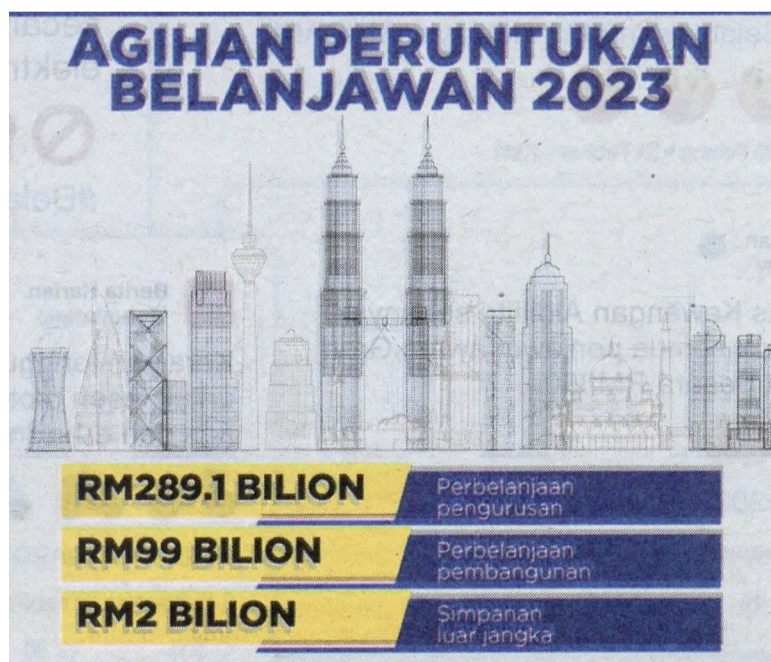 AGIHAN PERUNTUKAN
BELANJAWAN 2023
RM289.1 BILION
Perbelanjaan
pengurusan
RM99 BILION
Perbelanjaan
pembangunan
RM2 BILION
Simpanan
luar jangka